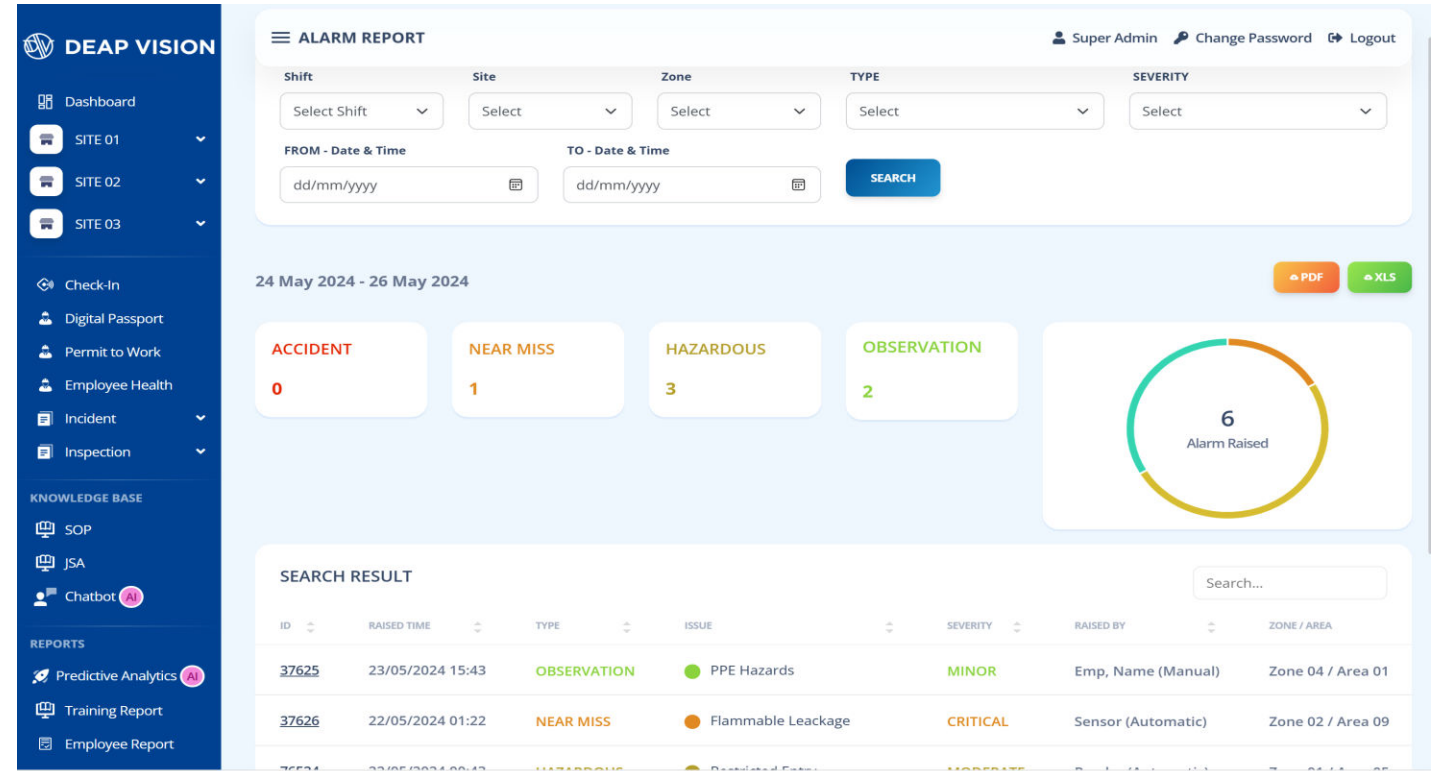 DEAP VISION
ALARM REPORT
Super Admin
Change Password
Logout
Dashboard
SITE 01
SITE 02
SITE 03
Check-In
Digital Passport
Permit to Work
Employee Health
Incident
Inspection
KNOWLEDGE BASE
SOP
JSA
Chatbot AI
REPORTS
Predictive Analytics AI
Training Report
Employee Report
Shift Site Zone TYPE SEVERITY
Select Shift Select Select Select Select
FROM - Date & Time TO - Date & Time
dd/mm/yyyy dd/mm/yyyy SEARCH
24 May 2024 - 26 May 2024 PDF XLS
ACCIDENT NEAR MISS HAZARDOUS OBSERVATION
0 1 3 2
6
Alarm Raised
SEARCH RESULT Search...
ID RAISED TIME TYPE ISSUE SEVERITY RAISED BY ZONE / AREA
37625 23/05/2024 15:43 OBSERVATION PPE Hazards MINOR Emp, Name (Manual) Zone 04 / Area 01
37626 22/05/2024 01:22 NEAR MISS Flammable Leackage CRITICAL Sensor (Automatic) Zone 02 / Area 09
HAZARDOUS Restricted Entry MODERATE